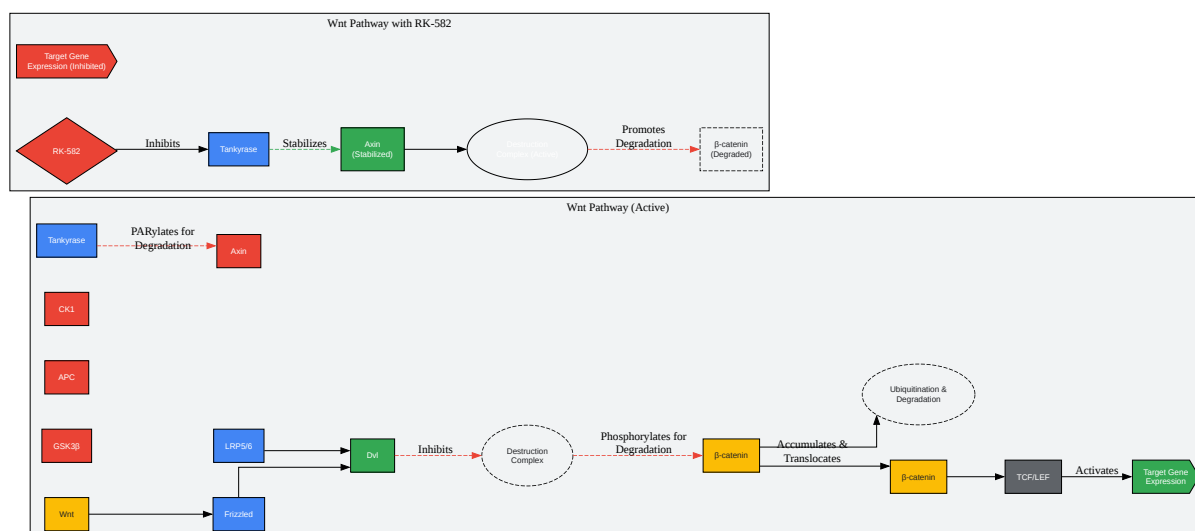 Wnt Pathway with RK-582
Target Gene
Expression (Inhibited)
RK-582
Inhibits
Tankyrase
Stabilizes
Axin
(Stabilized)
Promotes
Degradation
β-catenin
(Degraded)
Wnt Pathway (Active)
Tankyrase
PARylates for
Degradation
Axin
CK1
APC
GSK3β
LRP5/6
Wnt
Frizzled
Dvl
Inhibits
Destruction
Complex
Phosphorylates for
Degradation
β-catenin
Ubiquitination &
Degradation
Accumulates &
Translocates
β-catenin
TCF/LEF
Activates
Target Gene
Expression